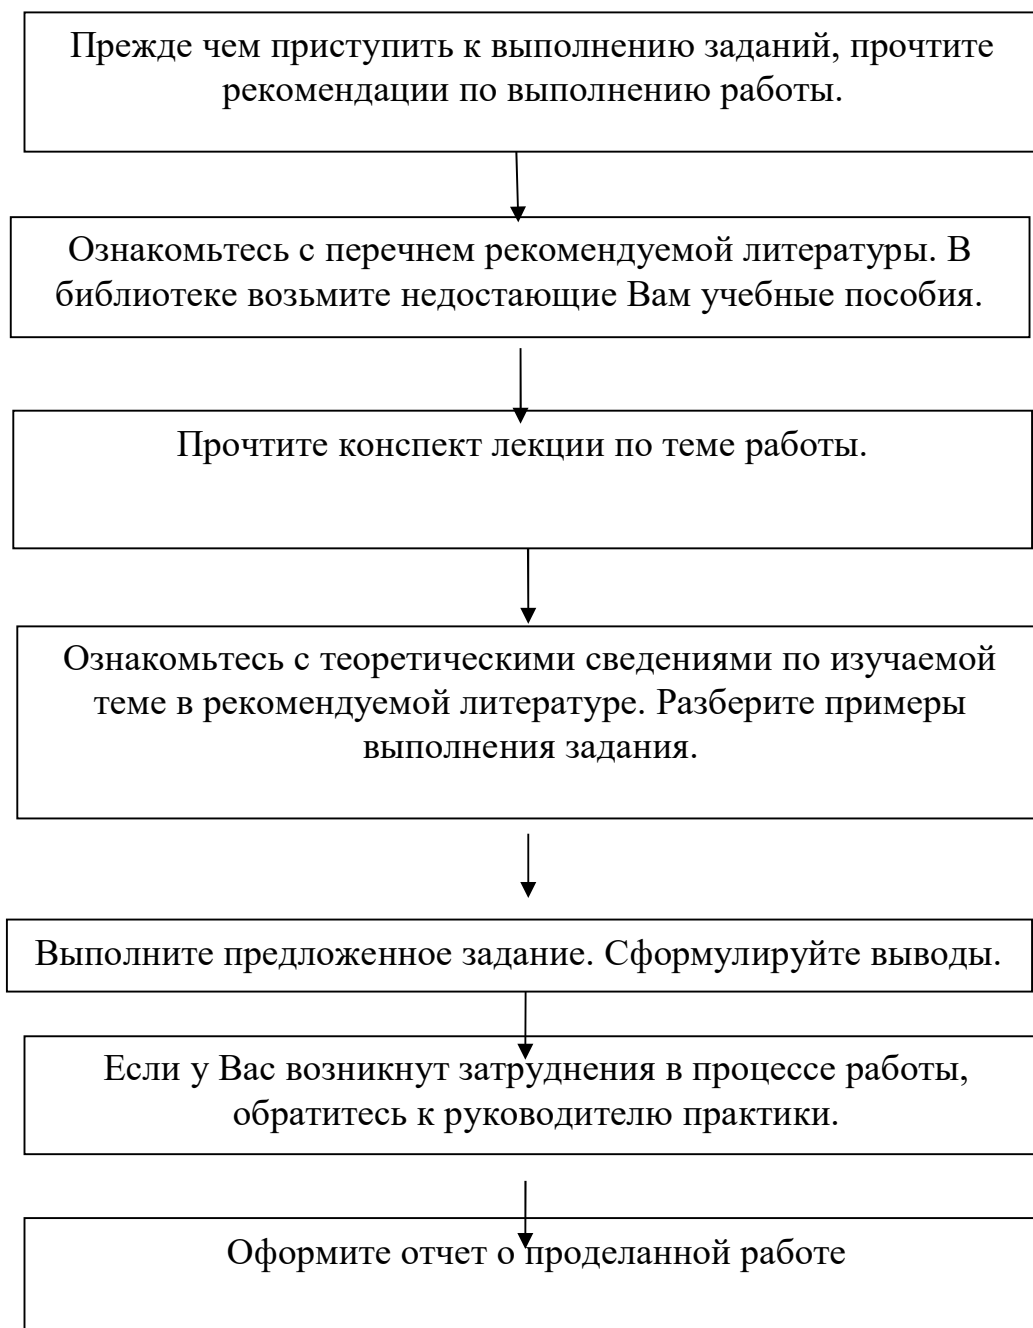 Прежде чем приступить к выполнению заданий, прочтите
рекомендации по выполнению работы.
Ознакомьтесь с перечнем рекомендуемой литературы. В
библиотеке возьмите недостающие Вам учебные пособия.
Прочтите конспект лекции по теме работы.
Ознакомьтесь с теоретическими сведениями по изучаемой
теме в рекомендуемой литературе. Разберите примеры
выполнения задания.
Выполните предложенное задание. Сформулируйте выводы.
Если у Вас возникнут затруднения в процессе работы,
обратитесь к руководителю практики.
Оформите отчет о проделанной работе